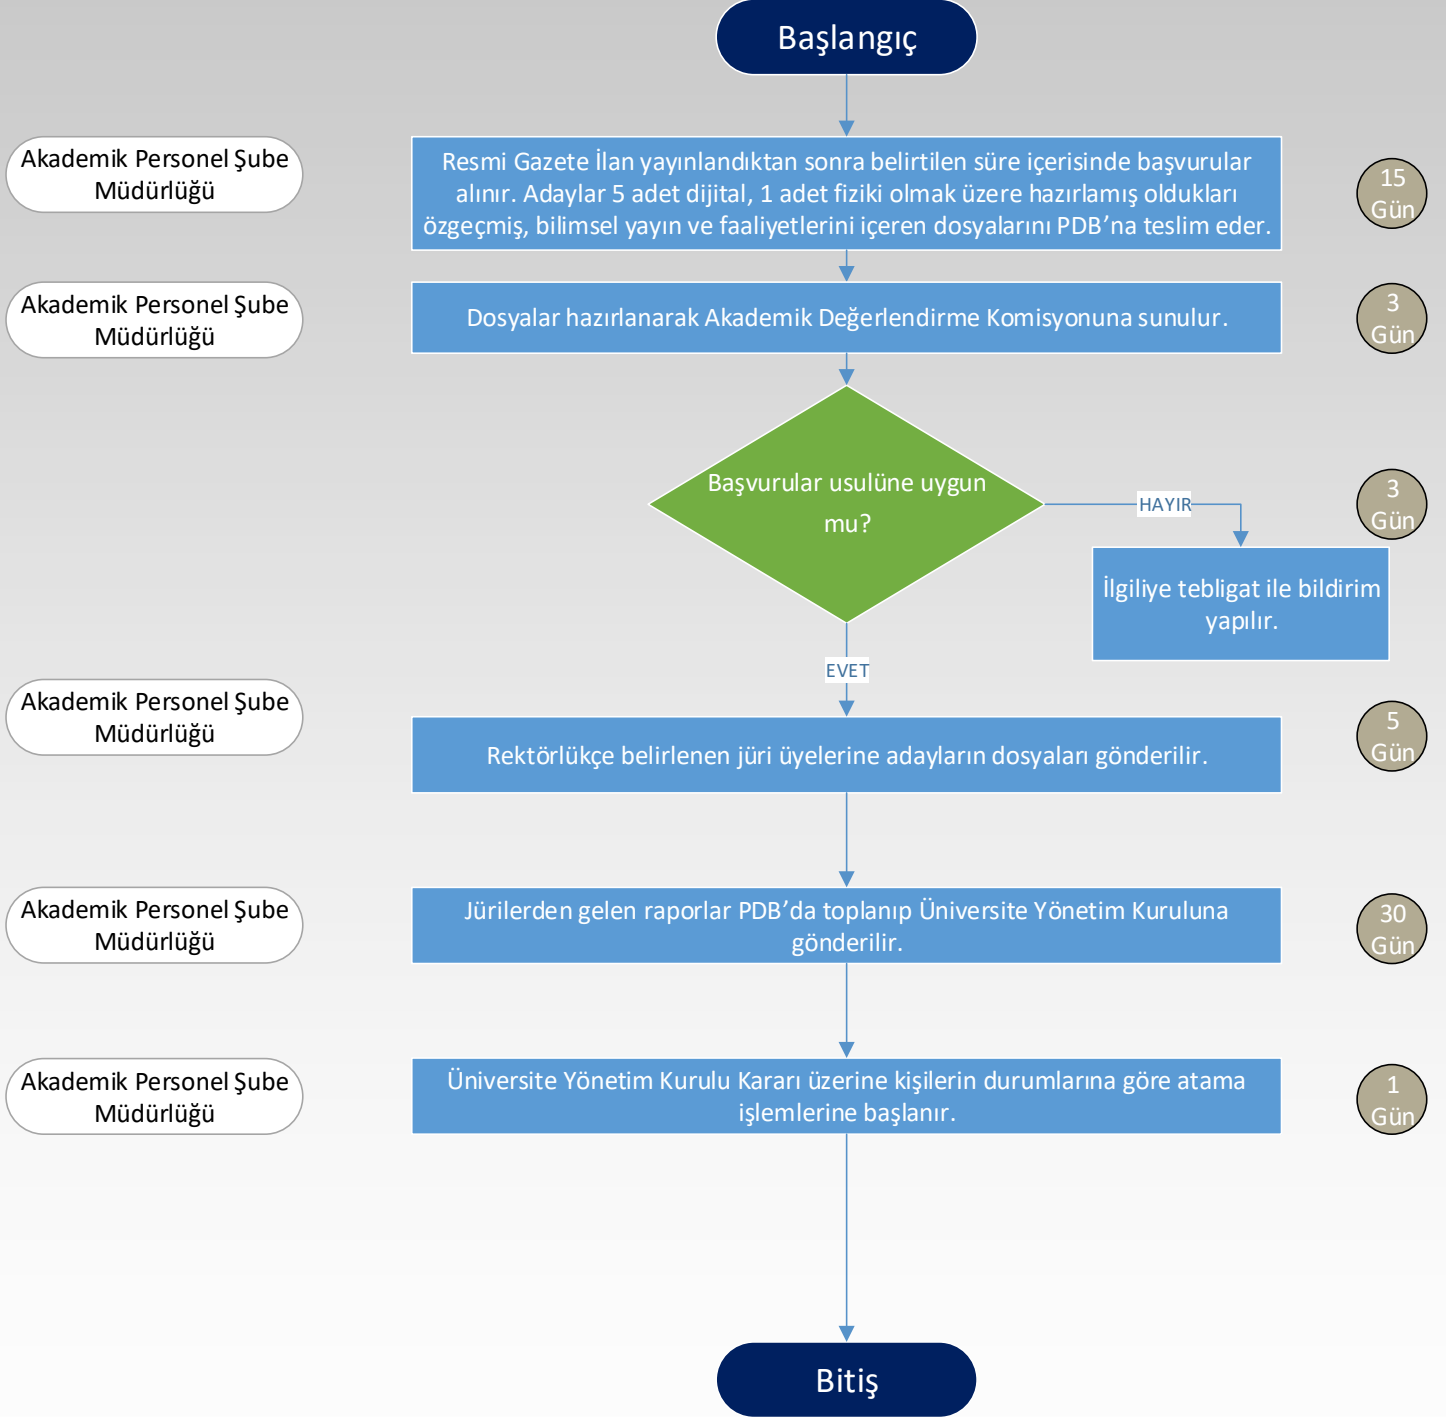 Başlangıç
Akademik Personel Şube
Müdürlüğü
Resmi Gazete İlan yayınlandıktan sonra belirtilen süre içerisinde başvurular
alınır. Adaylar 5 adet dijital, 1 adet fiziki olmak üzere hazırlamış oldukları
özgeçmiş, bilimsel yayın ve faaliyetlerini içeren dosyalarını PDB’na teslim eder.
15
Gün
Akademik Personel Şube
Müdürlüğü
Dosyalar hazırlanarak Akademik Değerlendirme Komisyonuna sunulur.
3
Gün
Başvurular usulüne uygun
mu?
HAYIR
3
Gün
İlgiliye tebligat ile bildirim
yapılır.
EVET
Akademik Personel Şube
Müdürlüğü
Rektörlükçe belirlenen jüri üyelerine adayların dosyaları gönderilir.
5
Gün
Akademik Personel Şube
Müdürlüğü
Jürilerden gelen raporlar PDB’da toplanıp Üniversite Yönetim Kuruluna
gönderilir.
30
Gün
Akademik Personel Şube
Müdürlüğü
Üniversite Yönetim Kurulu Kararı üzerine kişilerin durumlarına göre atama
işlemlerine başlanır.
1
Gün
Bitiş